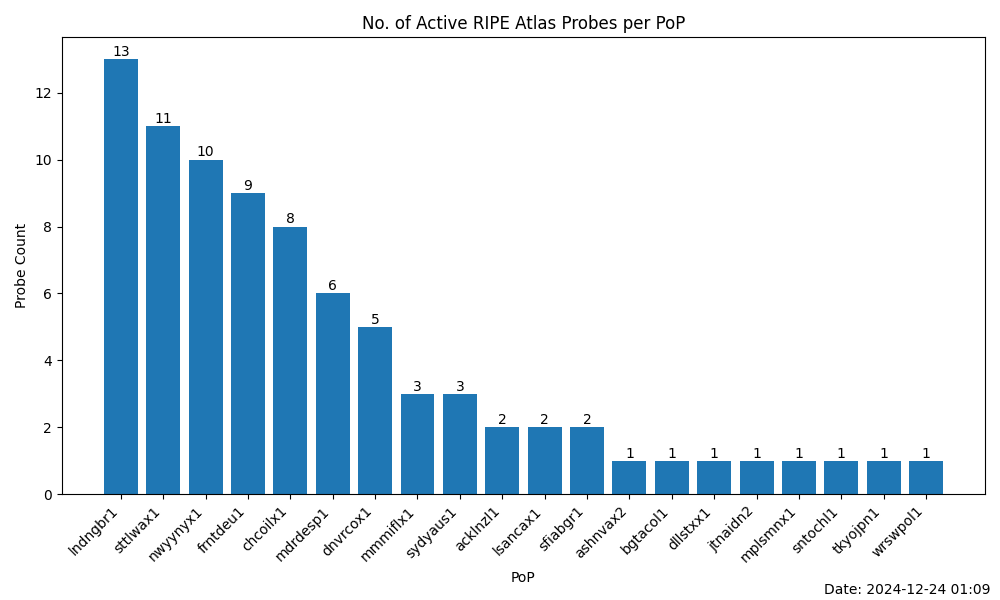 No. of Active RIPE Atlas Probes per PoP
Probe Count
12
10
8
6
4
2
0
13
11
10
9
8
6
5
3
3
2
2
2
1
1
1
1
1
1
1
1
lndngbr1
sttlwax1
nwyynyx1
frntdeu1
chcoilx1
mdrdesp1
dnvrcox1
mmmiflx1
sydyaus1
acklnzl1
lsancax1
sfiabgr1
ashnvax2
bgtacol1
dllstxx1
jtnaidn2
mplsmnx1
sntochl1
tkyojpn1
wrswpol1
PoP
Date: 2024-12-24 01:09